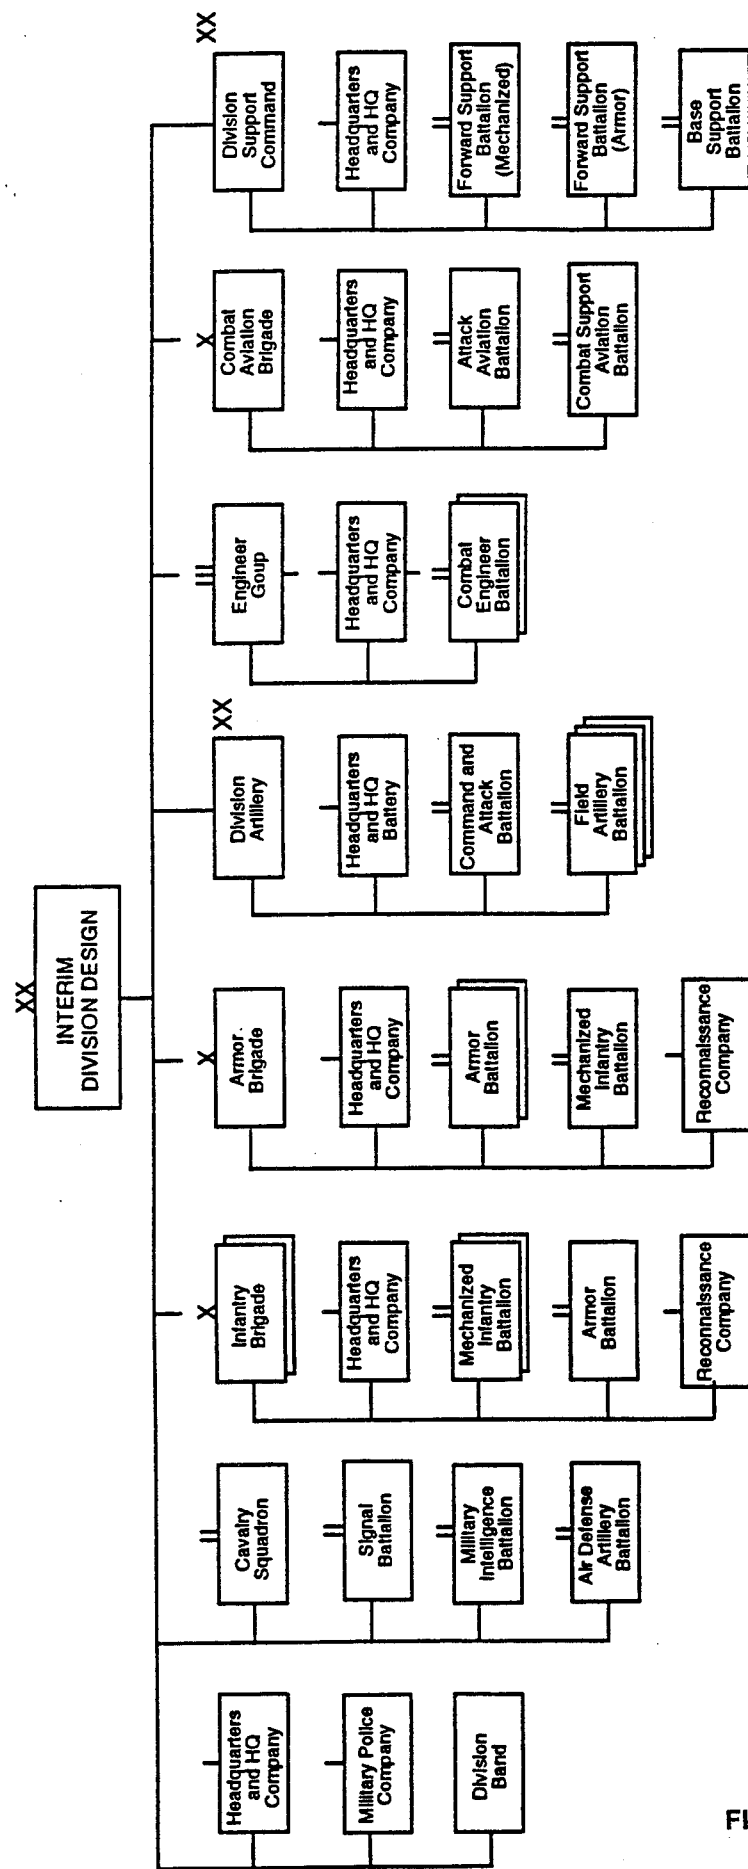 XX
INTERIM
DIVISION DESIGN
Headquarters
and HQ
Company
Military Police
Company
Division
Band
Cavalry
Squadron
Signal
Battalion
Military
Intelligence
Battalion
Air Defense
Artillery
Battalion
X
Infantry
Brigade
Headquarters
and HQ
Company
Mechanized
Infantry
Battalion
Armor
Battalion
Reconnaissance
Company
X
Armor.
Brigade
Headquarters
and HQ
Company
Armor
Battalion
Mechanized
Infantry
Battalion
Reconnaissance
Company
XX
Division
Artillery
Headquarters
and HQ
Battery
Command and
Attack
Battalion
Field
Artillery
Battalion
Engineer
Goup
Headquarters
and HQ
Company
Combat
Engineer
Battalion
X
Combat
Aviation
Brigade
Headquarters
and HQ
Company
Attack
Aviation
Battalion
Combat Support
Aviation
Battalion
XX
Division
Support
Command
Headquarters
and HQ
Company
Forward Support
Battalion
(Mechanized)
Forward Support
Battalion
(Armor)
Base
Support
Battalion